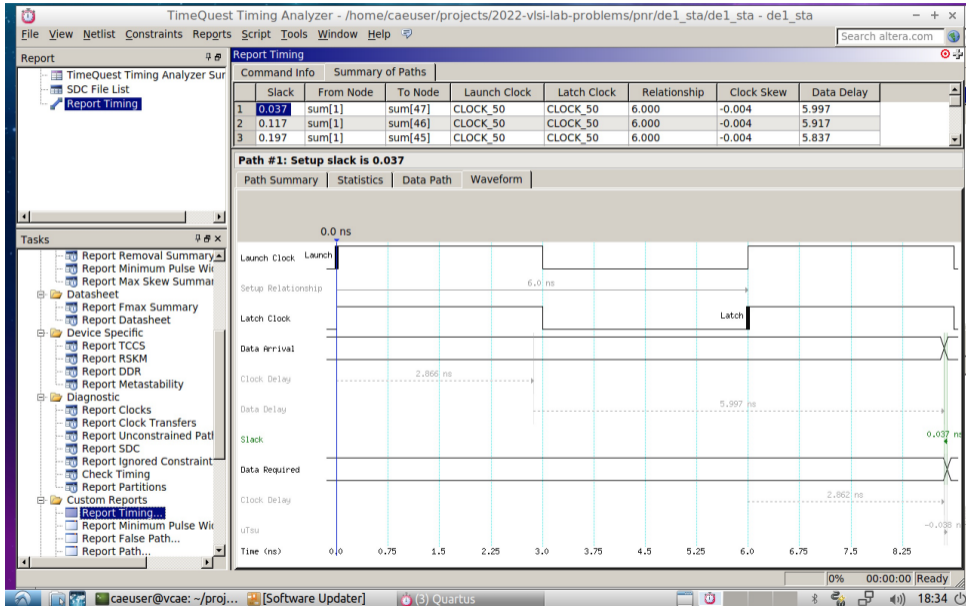 TimeQuest Timing Analyzer - /home/caeuser/projects/2022-vlsi-lab-problems/pnr/de1_sta/de1_sta - de1_sta
File View Netlist Constraints Reports Script Tools Window Help
Search altera.com
Report
TimeQuest Timing Analyzer Sur
SDC File List
Report Timing
Report Timing
Command Info Summary of Paths
Slack From Node To Node Launch Clock Latch Clock Relationship Clock Skew Data Delay
1 0.037 sum[1] sum[47] CLOCK_50 CLOCK_50 6.000 -0.004 5.997
2 0.117 sum[1] sum[46] CLOCK_50 CLOCK_50 6.000 -0.004 5.917
3 0.197 sum[1] sum[45] CLOCK_50 CLOCK_50 6.000 -0.004 5.837
Path #1: Setup slack is 0.037
Path Summary Statistics Data Path Waveform
0.0 ns
Launch Clock Launch
Setup Relationship 6.0 ns
Latch Clock Latch
Data Arrival
Clock Delay 2.866 ns
Data Delay 5.997 ns
Slack 0.037 ns
Data Required
Clock Delay 2.862 ns
uTsu -0.038 ns
Time (ns) 0.0 0.75 1.5 2.25 3.0 3.75 4.5 5.25 6.0 6.75 7.5 8.25
Tasks
Report Removal Summary
Report Minimum Pulse Wi
Report Max Skew Summar
Datasheet
Report Fmax Summary
Report Datasheet
Device Specific
Report TCCS
Report RSKM
Report DDR
Report Metastability
Diagnostic
Report Clocks
Report Clock Transfers
Report Unconstrained Patl
Report SDC
Report Ignored Constraint
Check Timing
Report Partitions
Custom Reports
Report Timing...
Report Minimum Pulse Wi
Report False Path...
Report Path...
0% 00:00:00 Ready
caeuser@vcae: ~/proj... [Software Updater] (3) Quartus 18:34